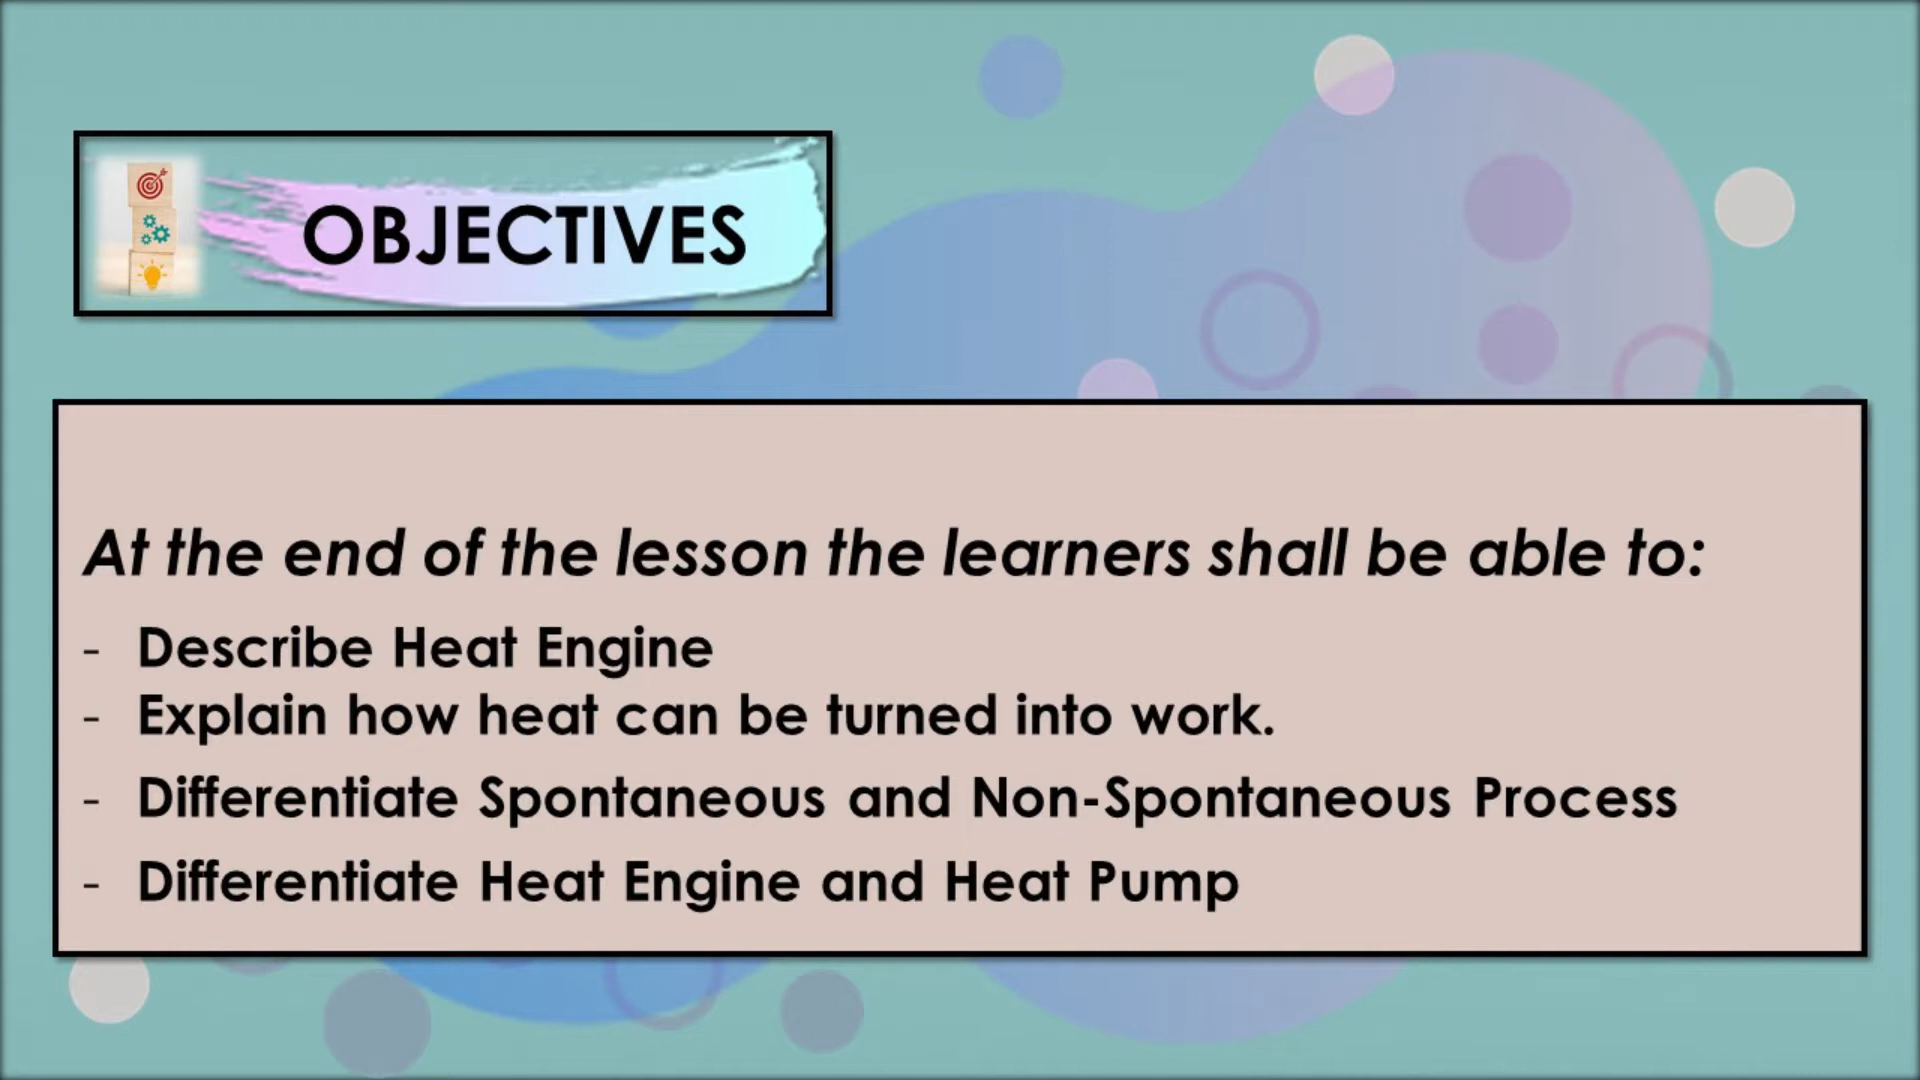 OBJECTIVES
At the end of the lesson the learners shall be able to:
- Describe Heat Engine
- Explain how heat can be turned into work.
- Differentiate Spontaneous and Non-Spontaneous Process
- Differentiate Heat Engine and Heat Pump